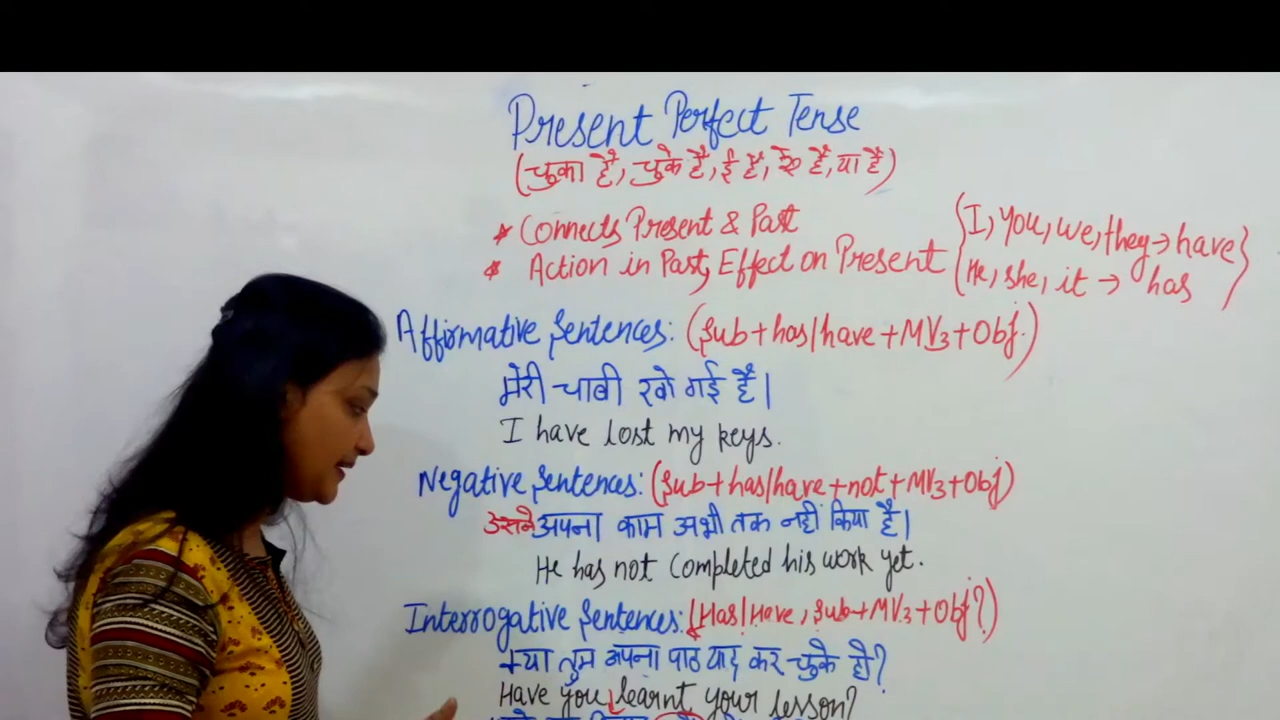 Present Perfect Tense
(चुका है, चुके है, ई है, ऐ है, या है)
* Connects Present & Past
* Action in Past, Effect on Present
{I, you, we, they → have}
{He, she, it → has}
Affirmative Sentences: (Sub+has/have+MV3+Obj.)
मेरी चाबी खो गई है।
I have lost my keys.
Negative Sentences: (Sub+has/have+not+MV3+Obj)
उसने अपना काम अभी तक नहीं किया है।
He has not completed his work yet.
Interrogative Sentences: (Has/Have, Sub+MV3+Obj?)
क्या तुम अपना पाठ याद कर चुके हो?
Have you learnt your lesson?